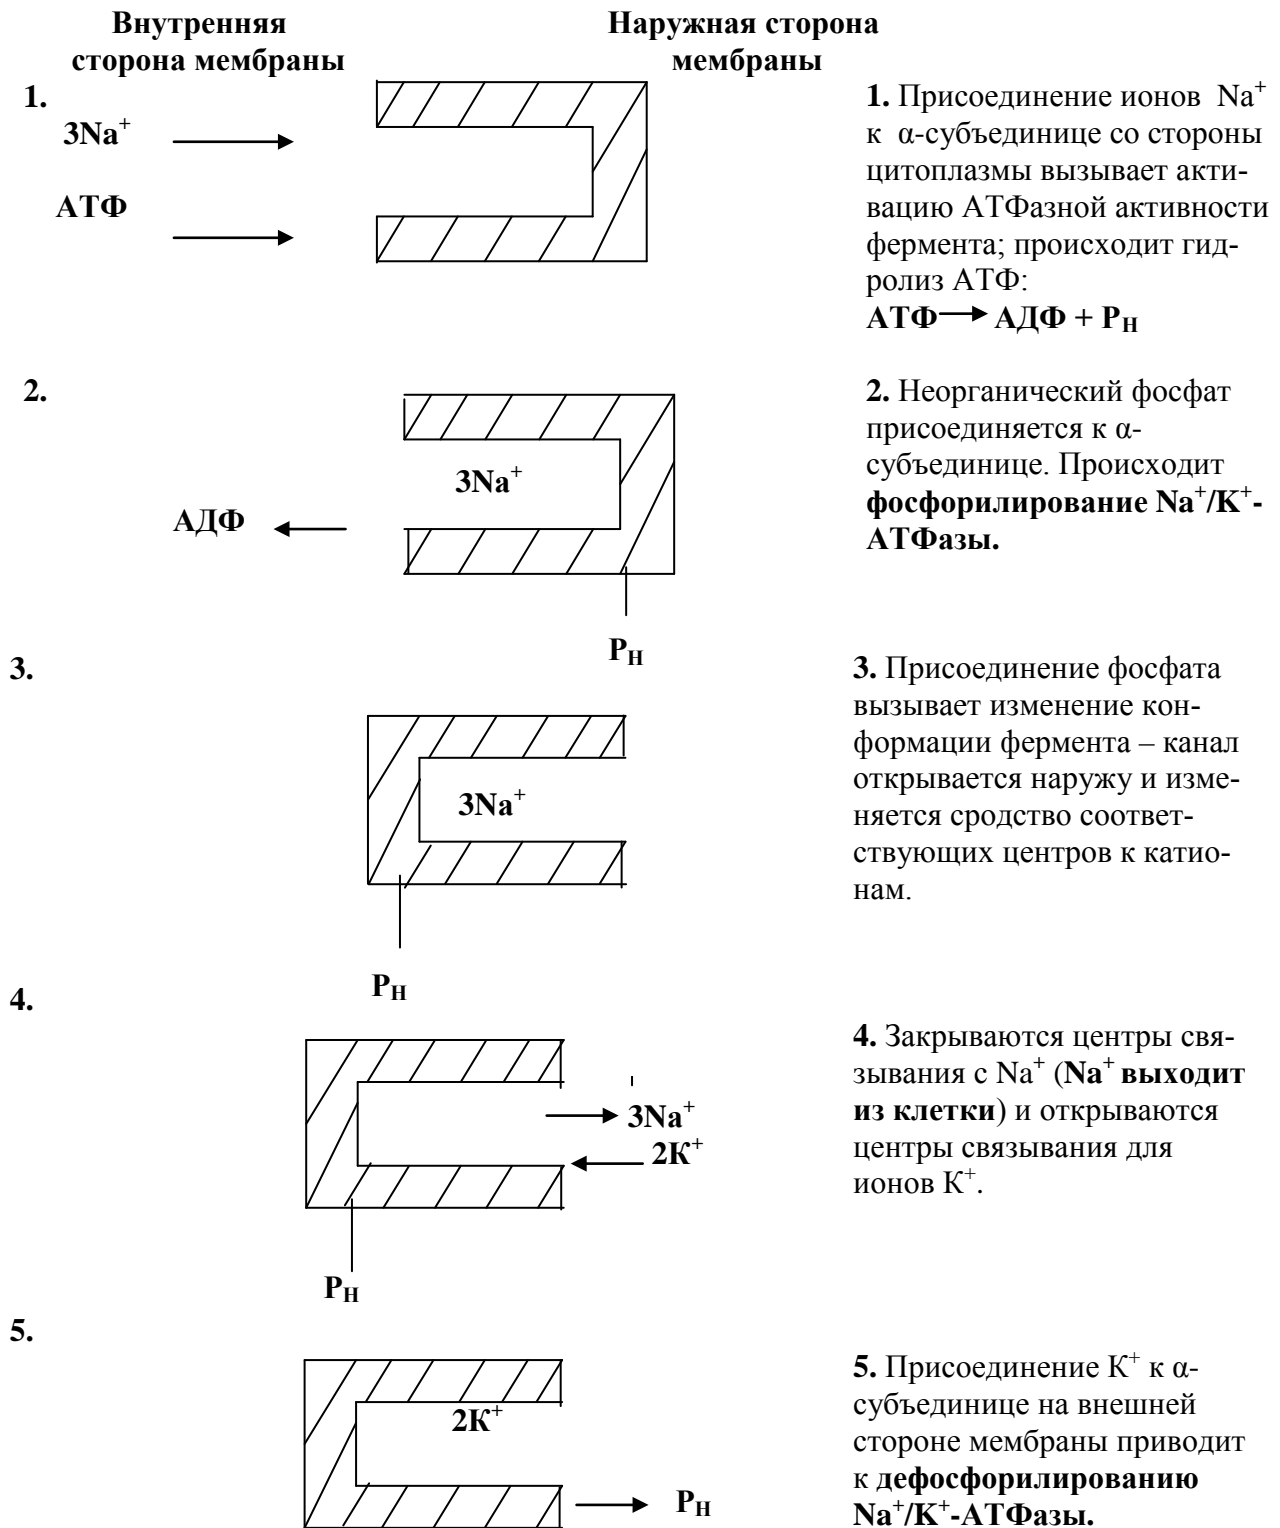 Внутренняя
сторона мембраны
Наружная сторона
мембраны
1.
3Na⁺
АТФ
1. Присоединение ионов Na⁺
к α-субъединице со стороны
цитоплазмы вызывает акти-
вацию АТФазной активности
фермента; происходит гид-
ролиз АТФ:
АТФ → АДФ + Pн
2.
3Na⁺
АДФ
Pн
2. Неорганический фосфат
присоединяется к α-
субъединице. Происходит
фосфорилирование Na⁺/K⁺-
АТФазы.
3.
3Na⁺
Pн
3. Присоединение фосфата
вызывает изменение кон-
формации фермента – канал
открывается наружу и изме-
няется сродство соответ-
ствующих центров к катио-
нам.
4.
3Na⁺
2К⁺
Pн
4. Закрываются центры свя-
зывания с Na⁺ (Na⁺ выходит
из клетки) и открываются
центры связывания для
ионов К⁺.
5.
2К⁺
Pн
5. Присоединение К⁺ к α-
субъединице на внешней
стороне мембраны приводит
к дефосфорилированию
Na⁺/K⁺-АТФазы.